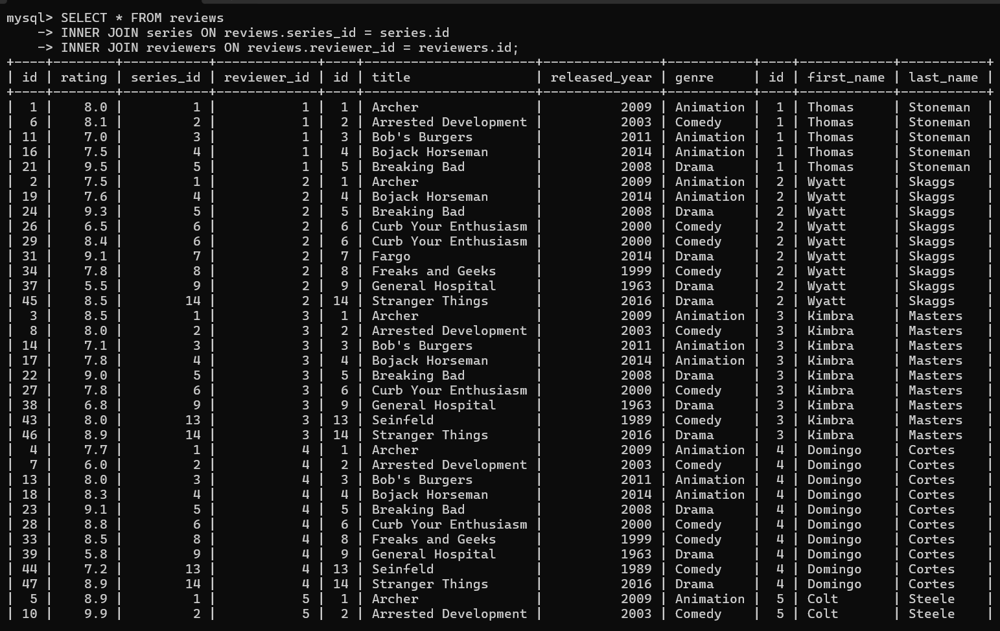 mysql> SELECT * FROM reviews
    -> INNER JOIN series ON reviews.series_id = series.id
    -> INNER JOIN reviewers ON reviews.reviewer_id = reviewers.id;
+----+--------+-----------+-------------+----+----------------------+---------------+-----------+----+------------+-----------+
| id | rating | series_id | reviewer_id | id | title                | released_year | genre     | id | first_name | last_name |
+----+--------+-----------+-------------+----+----------------------+---------------+-----------+----+------------+-----------+
|  1 |    8.0 |         1 |           1 |  1 | Archer               |          2009 | Animation |  1 | Thomas     | Stoneman  |
|  6 |    8.1 |         2 |           1 |  2 | Arrested Development |          2003 | Comedy    |  1 | Thomas     | Stoneman  |
| 11 |    7.0 |         3 |           1 |  3 | Bob's Burgers        |          2011 | Animation |  1 | Thomas     | Stoneman  |
| 16 |    7.5 |         4 |           1 |  4 | Bojack Horseman      |          2014 | Animation |  1 | Thomas     | Stoneman  |
| 21 |    9.5 |         5 |           1 |  5 | Breaking Bad         |          2008 | Drama     |  1 | Thomas     | Stoneman  |
|  2 |    7.5 |         1 |           2 |  1 | Archer               |          2009 | Animation |  2 | Wyatt      | Skaggs    |
| 19 |    7.6 |         4 |           2 |  4 | Bojack Horseman      |          2014 | Animation |  2 | Wyatt      | Skaggs    |
| 24 |    9.3 |         5 |           2 |  5 | Breaking Bad         |          2008 | Drama     |  2 | Wyatt      | Skaggs    |
| 26 |    6.5 |         6 |           2 |  6 | Curb Your Enthusiasm |          2000 | Comedy    |  2 | Wyatt      | Skaggs    |
| 29 |    8.4 |         6 |           2 |  6 | Curb Your Enthusiasm |          2000 | Comedy    |  2 | Wyatt      | Skaggs    |
| 31 |    9.1 |         7 |           2 |  7 | Fargo                |          2014 | Drama     |  2 | Wyatt      | Skaggs    |
| 34 |    7.8 |         8 |           2 |  8 | Freaks and Geeks     |          1999 | Comedy    |  2 | Wyatt      | Skaggs    |
| 37 |    5.5 |         9 |           2 |  9 | General Hospital     |          1963 | Drama     |  2 | Wyatt      | Skaggs    |
| 45 |    8.5 |        14 |           2 | 14 | Stranger Things      |          2016 | Drama     |  2 | Wyatt      | Skaggs    |
|  3 |    8.5 |         1 |           3 |  1 | Archer               |          2009 | Animation |  3 | Kimbra     | Masters   |
|  8 |    8.0 |         2 |           3 |  2 | Arrested Development |          2003 | Comedy    |  3 | Kimbra     | Masters   |
| 14 |    7.1 |         3 |           3 |  3 | Bob's Burgers        |          2011 | Animation |  3 | Kimbra     | Masters   |
| 17 |    7.8 |         4 |           3 |  4 | Bojack Horseman      |          2014 | Animation |  3 | Kimbra     | Masters   |
| 22 |    9.0 |         5 |           3 |  5 | Breaking Bad         |          2008 | Drama     |  3 | Kimbra     | Masters   |
| 27 |    7.8 |         6 |           3 |  6 | Curb Your Enthusiasm |          2000 | Comedy    |  3 | Kimbra     | Masters   |
| 38 |    6.8 |         9 |           3 |  9 | General Hospital     |          1963 | Drama     |  3 | Kimbra     | Masters   |
| 43 |    8.0 |        13 |           3 | 13 | Seinfeld             |          1989 | Comedy    |  3 | Kimbra     | Masters   |
| 46 |    8.9 |        14 |           3 | 14 | Stranger Things      |          2016 | Drama     |  3 | Kimbra     | Masters   |
|  4 |    7.7 |         1 |           4 |  1 | Archer               |          2009 | Animation |  4 | Domingo    | Cortes    |
|  7 |    6.0 |         2 |           4 |  2 | Arrested Development |          2003 | Comedy    |  4 | Domingo    | Cortes    |
| 13 |    8.0 |         3 |           4 |  3 | Bob's Burgers        |          2011 | Animation |  4 | Domingo    | Cortes    |
| 18 |    8.3 |         4 |           4 |  4 | Bojack Horseman      |          2014 | Animation |  4 | Domingo    | Cortes    |
| 23 |    9.1 |         5 |           4 |  5 | Breaking Bad         |          2008 | Drama     |  4 | Domingo    | Cortes    |
| 28 |    8.8 |         6 |           4 |  6 | Curb Your Enthusiasm |          2000 | Comedy    |  4 | Domingo    | Cortes    |
| 33 |    8.5 |         8 |           4 |  8 | Freaks and Geeks     |          1999 | Comedy    |  4 | Domingo    | Cortes    |
| 39 |    5.8 |         9 |           4 |  9 | General Hospital     |          1963 | Drama     |  4 | Domingo    | Cortes    |
| 44 |    7.2 |        13 |           4 | 13 | Seinfeld             |          1989 | Comedy    |  4 | Domingo    | Cortes    |
| 47 |    8.9 |        14 |           4 | 14 | Stranger Things      |          2016 | Drama     |  4 | Domingo    | Cortes    |
|  5 |    8.9 |         1 |           5 |  1 | Archer               |          2009 | Animation |  5 | Colt       | Steele    |
| 10 |    9.9 |         2 |           5 |  2 | Arrested Development |          2003 | Comedy    |  5 | Colt       | Steele    |